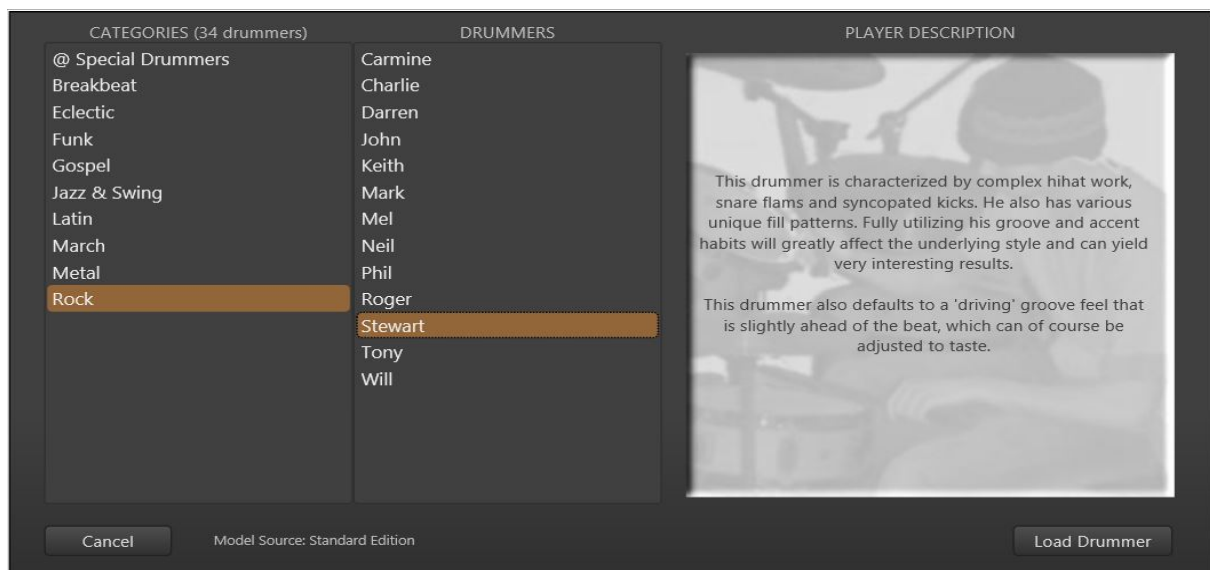 CATEGORIES (34 drummers)
@ Special Drummers
Breakbeat
Eclectic
Funk
Gospel
Jazz & Swing
Latin
March
Metal
Rock
DRUMMERS
Carmine
Charlie
Darren
John
Keith
Mark
Mel
Neil
Phil
Roger
Stewart
Tony
Will
PLAYER DESCRIPTION
This drummer is characterized by complex hihat work,
snare flams and syncopated kicks. He also has various
unique fill patterns. Fully utilizing his groove and accent
habits will greatly affect the underlying style and can yield
very interesting results.
This drummer also defaults to a 'driving' groove feel that
is slightly ahead of the beat, which can of course be
adjusted to taste.
Cancel
Model Source: Standard Edition
Load Drummer